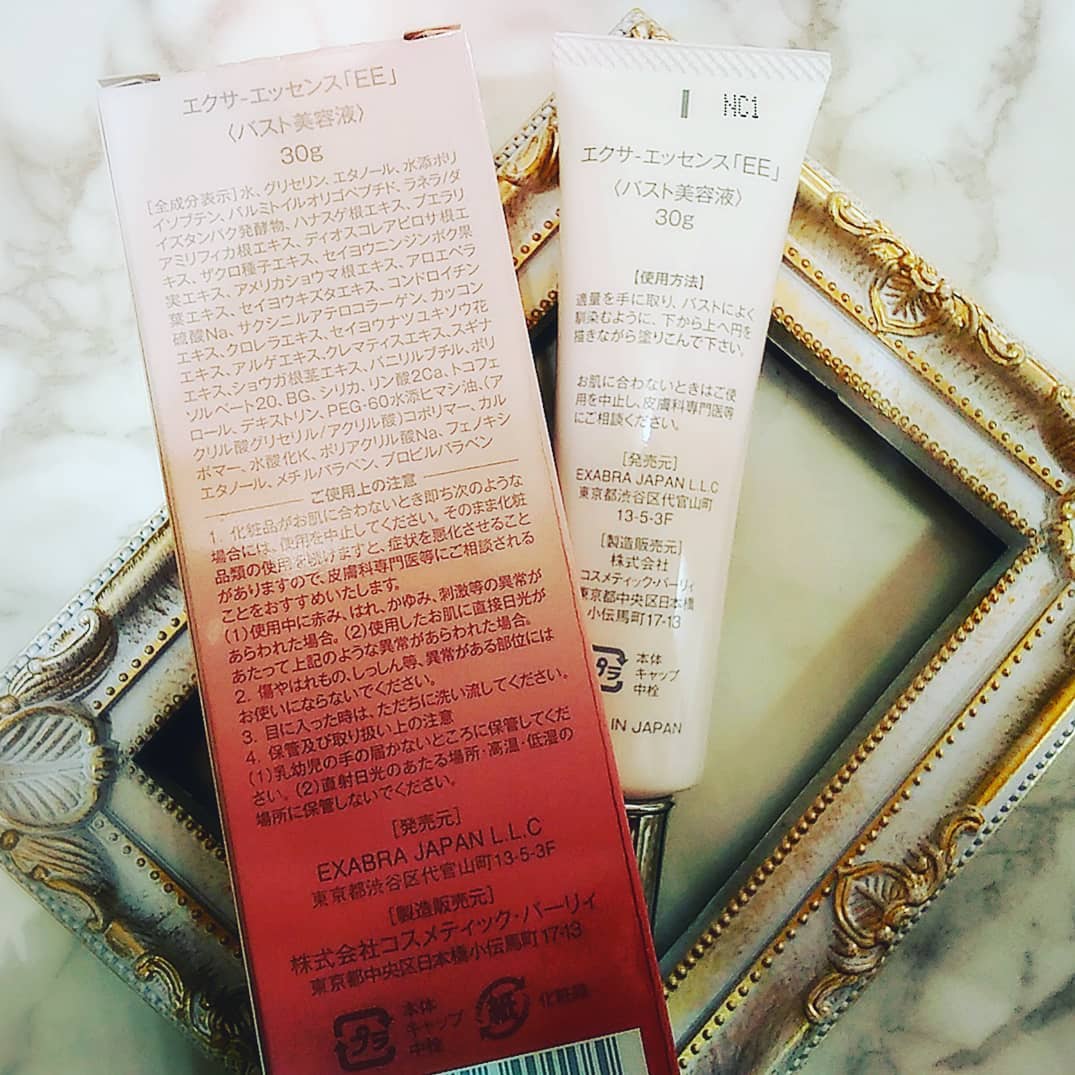 エクサ-エッセンス「EE」
〈バスト美容液〉
30g
[全成分表示]水、グリセリン、エタノール、水添ポリ
イソブテン、パルミトイルオリゴペプチド、ラネラ/ダ
イズタンパク発酵物、ハナスゲ根エキス、プエラリ
アミリフィカ根エキス、ディオスコレアビロサ根エ
キス、ザクロ種子エキス、セイヨウニンジンボク果
実エキス、アメリカショウマ根エキス、アロエベラ
葉エキス、セイヨウキズタエキス、コンドロイチン
硫酸Na、サクシニルアテロコラーゲン、カッコン
エキス、クロレラエキス、セイヨウナツユキソウ花
エキス、アルゲエキス、クレマティスエキス、スギナ
エキス、ショウガ根茎エキス、バニリルブチル、ポリ
ソルベート20、BG、シリカ、リン酸2Ca、トコフェ
ロール、デキストリン、PEG-60水添ヒマシ油、(ア
クリル酸グリセリル/アクリル酸)コポリマー、カル
ボマー、水酸化K、ポリアクリル酸Na、フェノキシ
エタノール、メチルパラベン、プロピルパラベン
ご使用上の注意
1. 化粧品がお肌に合わないとき即ち次のような
場合には、使用を中止してください。そのまま化粧
品類の使用を続けますと、症状を悪化させること
がありますので、皮膚科専門医等にご相談される
ことをおすすめいたします。
(1)使用中に赤み、はれ、かゆみ、刺激等の異常が
あらわれた場合。(2)使用したお肌に直接日光が
あたって上記のような異常があらわれた場合。
2. 傷やはれもの、しっしん等、異常がある部位には
お使いにならないでください。
3. 目に入った時は、ただちに洗い流してください。
4. 保管及び取り扱い上の注意
(1)乳幼児の手の届かないところに保管してくだ
さい。(2)直射日光のあたる場所・高温・低湿の
場所に保管しないでください。
[発売元]
EXABRA JAPAN L.L.C
東京都渋谷区代官山町13-5-3F
[製造販売元]
株式会社コスメティック・パーリィ
東京都中央区日本橋小伝馬町17-13
プラ
本体
キャップ
中栓
紙
化粧箱
NC1
エクサ-エッセンス「EE」
〈バスト美容液〉
30g
[使用方法]
適量を手に取り、バストによく
馴染むように、下から上へ円を
描きながら塗りこんで下さい。
お肌に合わないときはご使
用を中止し、皮膚科専門医等
にご相談ください。
[発売元]
EXABRA JAPAN L.L.C
東京都渋谷区代官山町
13-5-3F
[製造販売元]
株式会社
コスメティック・パーリィ
東京都中央区日本橋
小伝馬町17-13
プラ
本体
キャップ
中栓
IN JAPAN